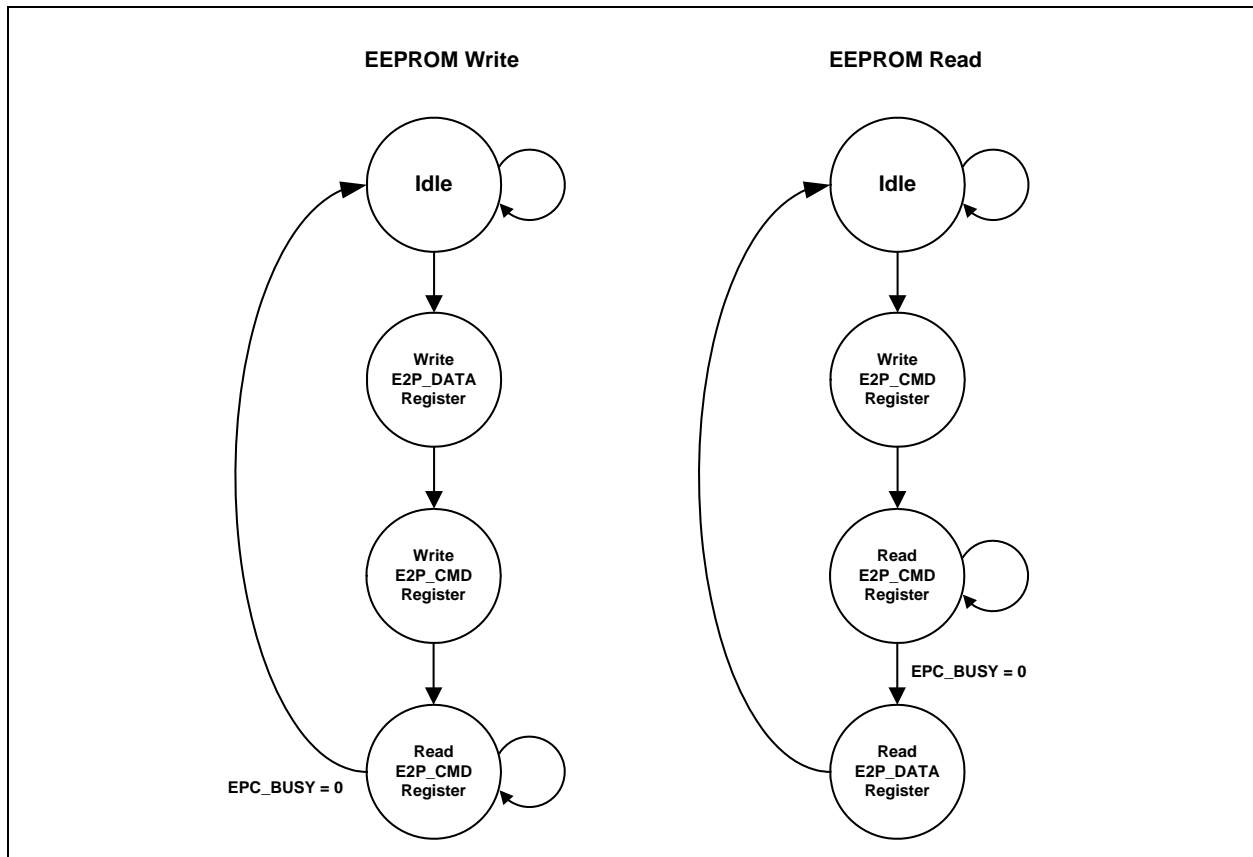 EEPROM Write
Idle
Write
E2P_DATA
Register
Write
E2P_CMD
Register
Read
E2P_CMD
Register
EPC_BUSY = 0
EEPROM Read
Idle
Write
E2P_CMD
Register
Read
E2P_CMD
Register
EPC_BUSY = 0
Read
E2P_DATA
Register